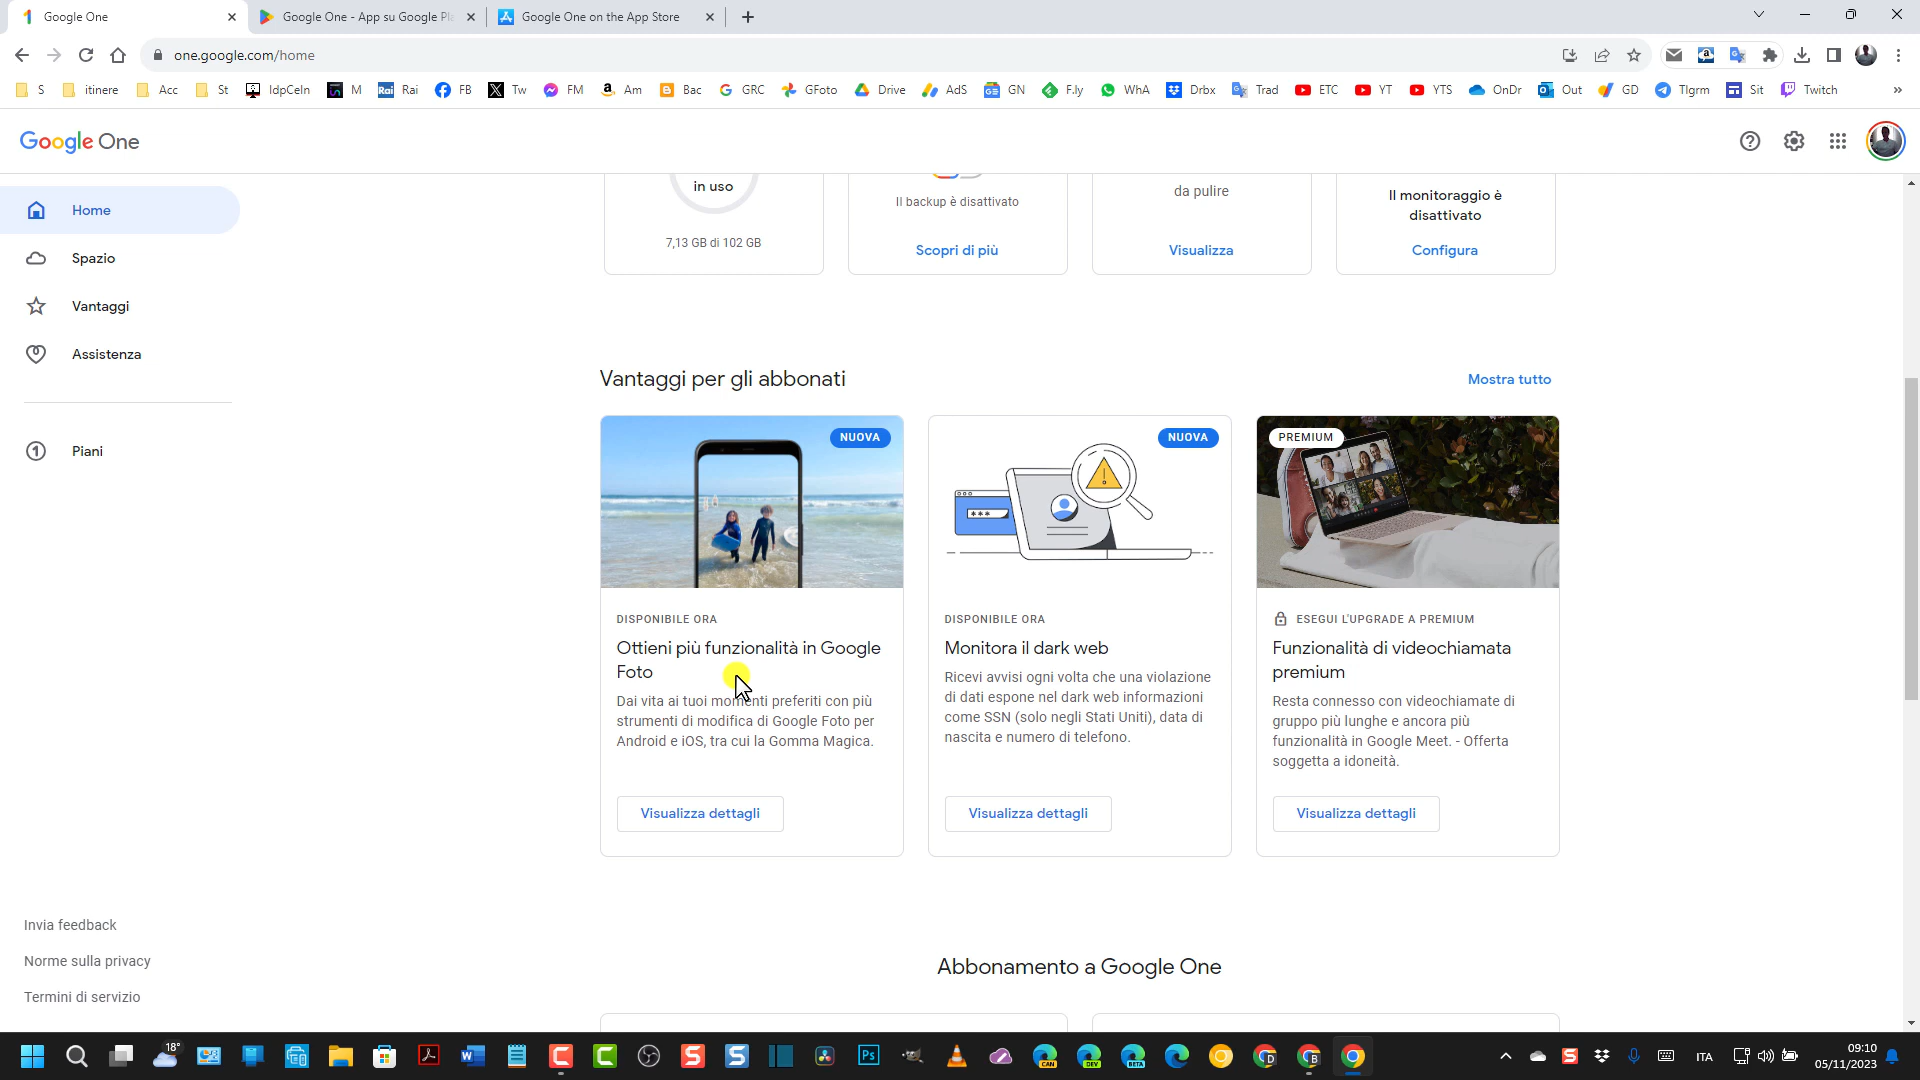 Google One
Google One - App su Google Pla
Google One on the App Store
one.google.com/home
S
itinere
Acc
St
IdpCeIn
M
Rai
FB
Tw
FM
Am
Bac
GRC
GFoto
Drive
AdS
GN
F.ly
WhA
Drbx
Trad
ETC
YT
YTS
OnDr
Out
GD
Tlgrm
Sit
Twitch
Google One
Home
Spazio
Vantaggi
Assistenza
Piani
in uso
7,13 GB di 102 GB
Il backup è disattivato
Scopri di più
da pulire
Visualizza
Il monitoraggio è
disattivato
Configura
Vantaggi per gli abbonati
Mostra tutto
NUOVA
DISPONIBILE ORA
Ottieni più funzionalità in Google
Foto
Dai vita ai tuoi momenti preferiti con più
strumenti di modifica di Google Foto per
Android e iOS, tra cui la Gomma Magica.
Visualizza dettagli
NUOVA
DISPONIBILE ORA
Monitora il dark web
Ricevi avvisi ogni volta che una violazione
di dati espone nel dark web informazioni
come SSN (solo negli Stati Uniti), data di
nascita e numero di telefono.
Visualizza dettagli
PREMIUM
ESEGUI L'UPGRADE A PREMIUM
Funzionalità di videochiamata
premium
Resta connesso con videochiamate di
gruppo più lunghe e ancora più
funzionalità in Google Meet. - Offerta
soggetta a idoneità.
Visualizza dettagli
Abbonamento a Google One
Invia feedback
Norme sulla privacy
Termini di servizio
18°
CAN
DEV
BETA
ITA
09:10
05/11/2023